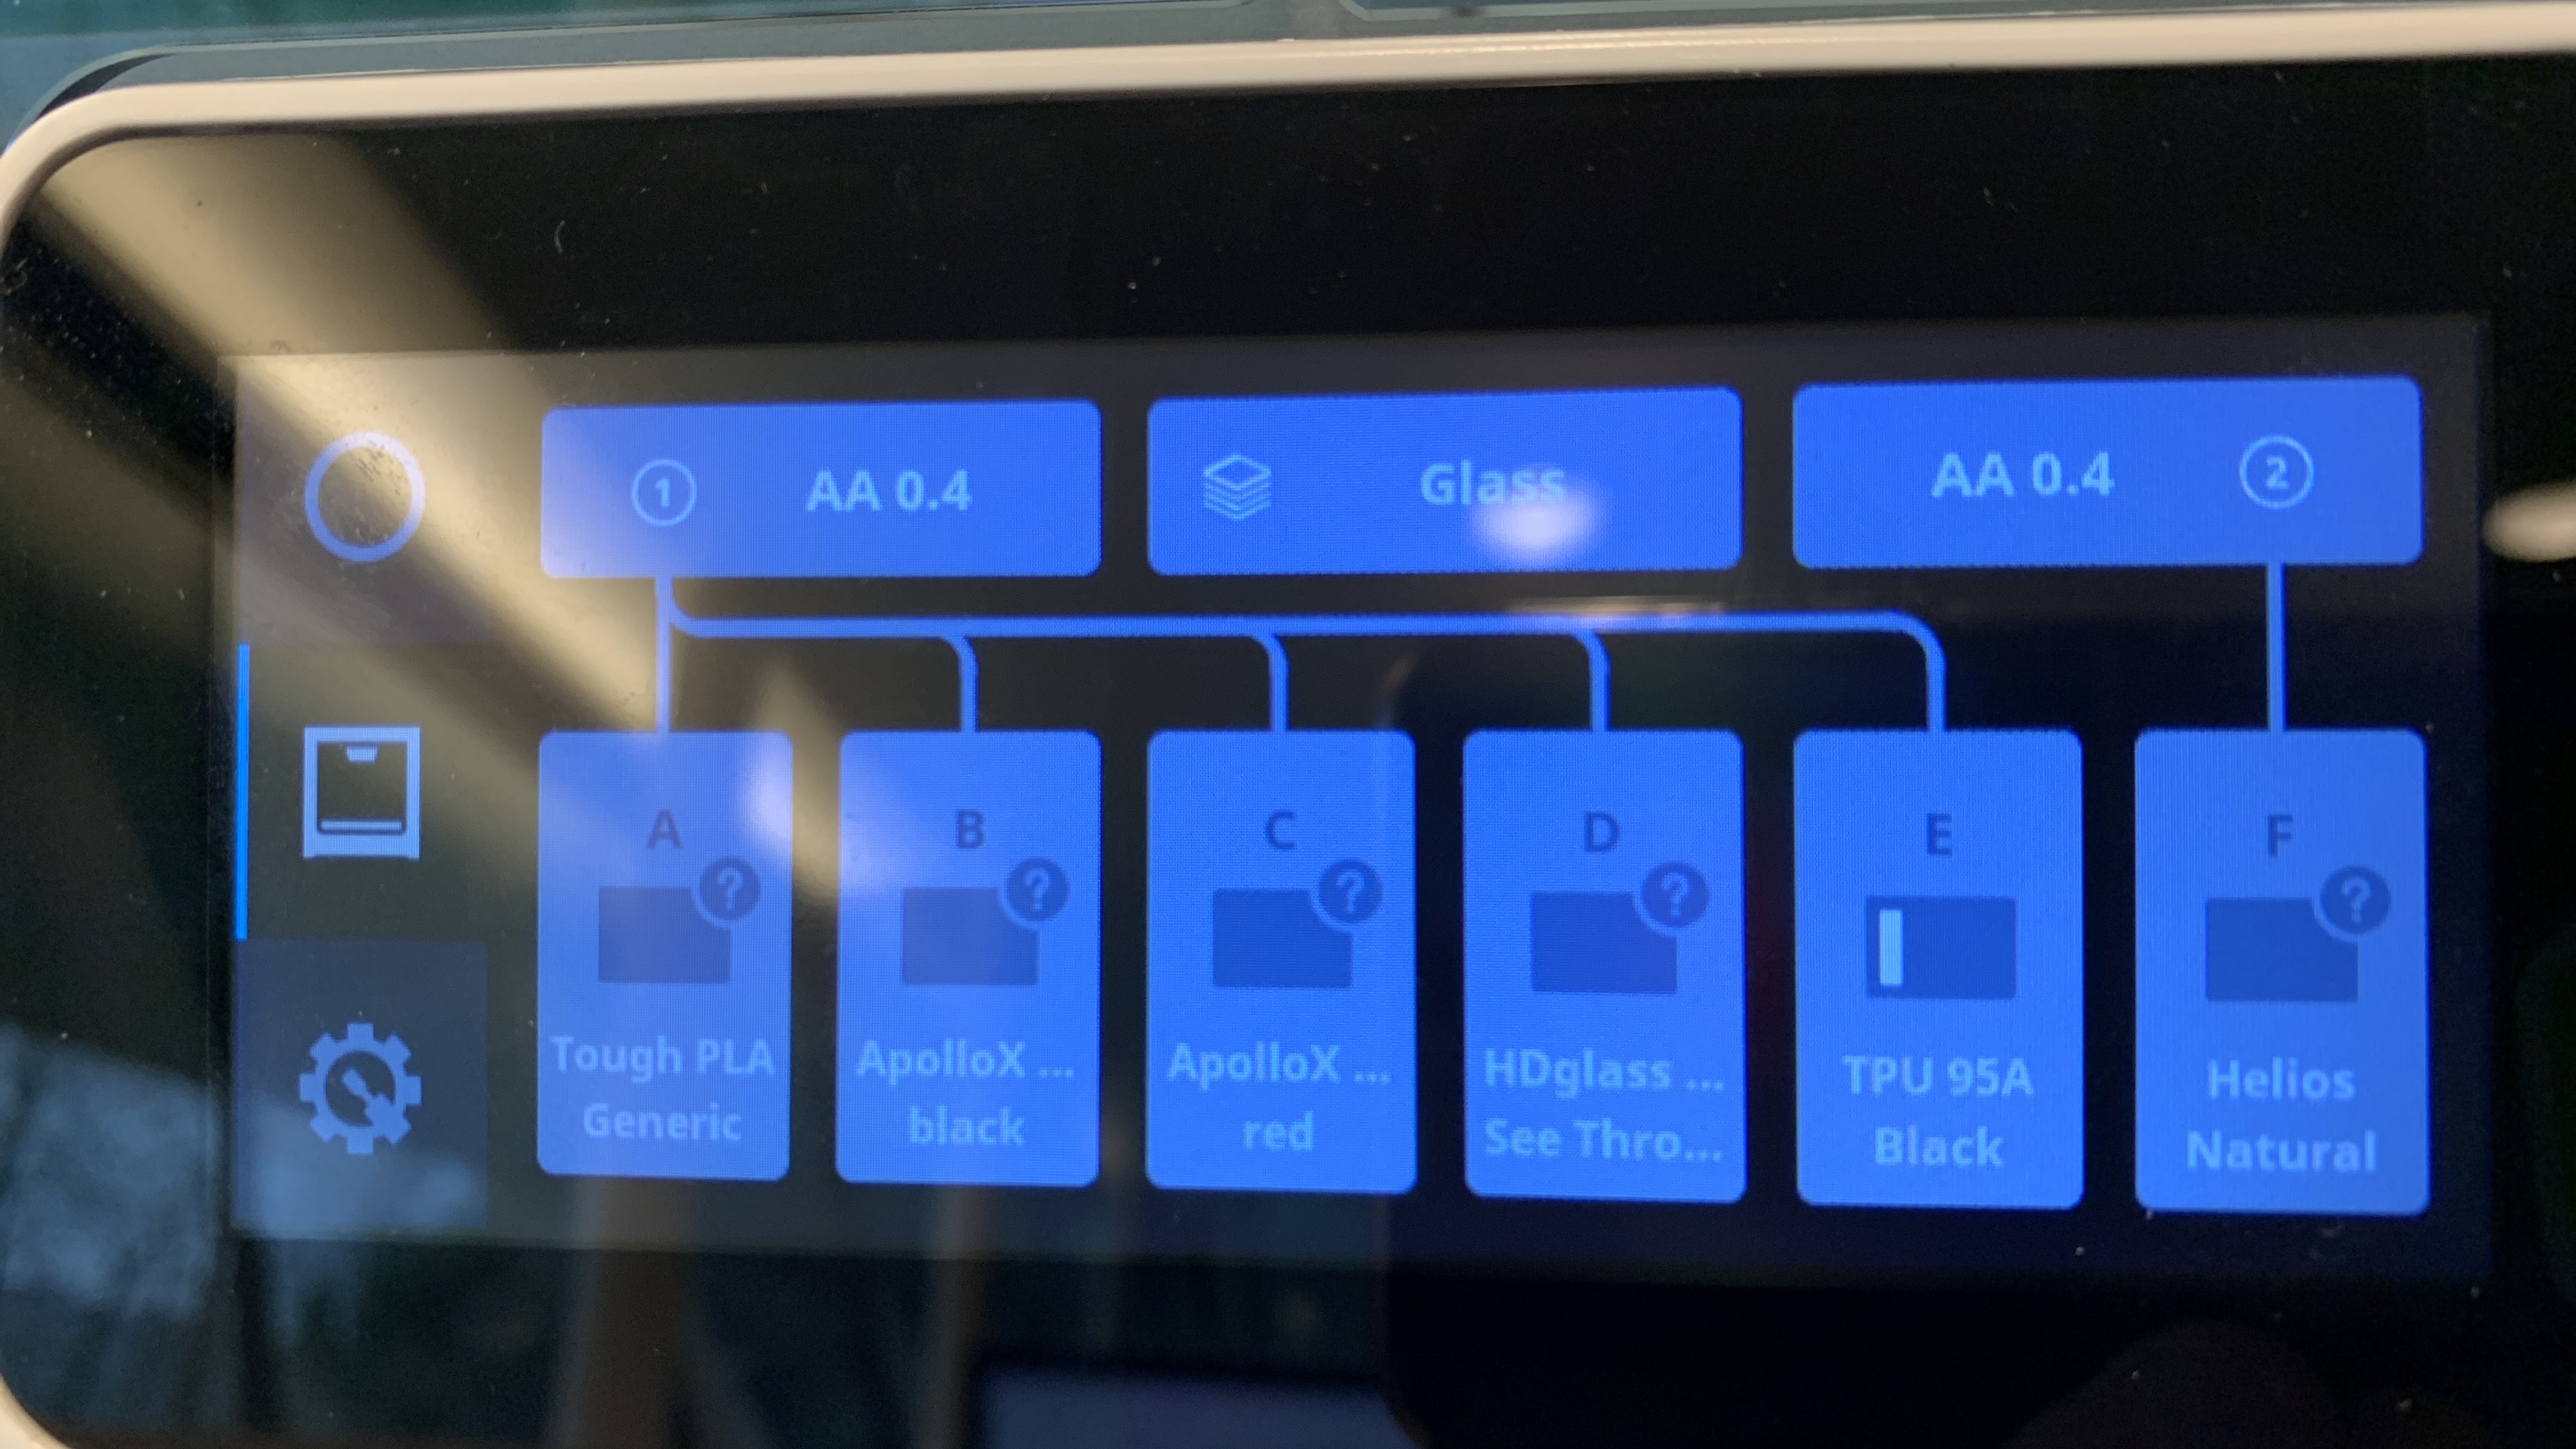 1 AA 0.4
Glass
AA 0.4 2
A
?
Tough PLA
Generic
B
?
ApolloX ...
black
C
?
ApolloX ...
red
D
?
HDglass ...
See Thro...
E
TPU 95A
Black
F
?
Helios
Natural